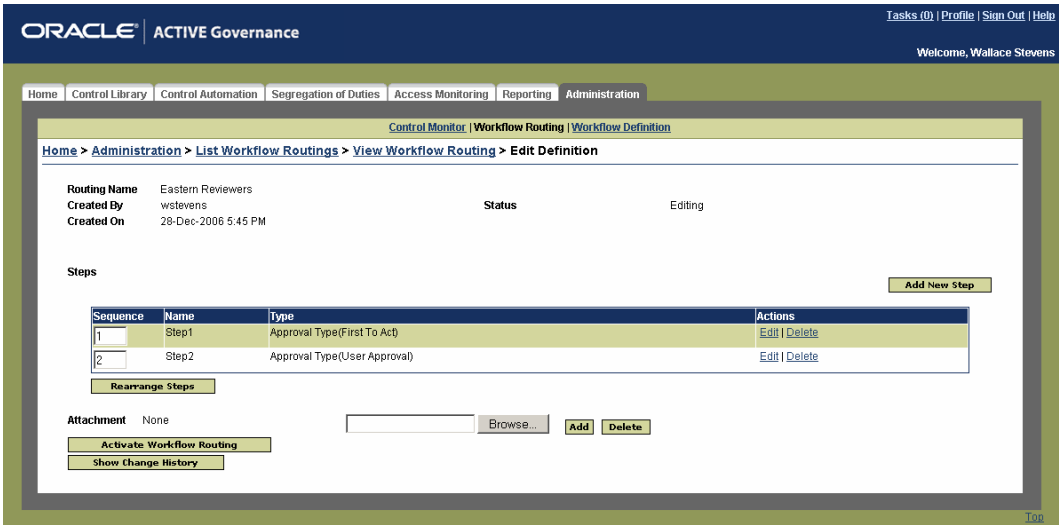 Tasks (0) | Profile | Sign Out | Help
ORACLE® | ACTIVE Governance
Welcome, Wallace Stevens
Home Control Library Control Automation Segregation of Duties Access Monitoring Reporting Administration
Control Monitor | Workflow Routing | Workflow Definition
Home > Administration > List Workflow Routings > View Workflow Routing > Edit Definition
Routing Name Eastern Reviewers
Created By wstevens Status Editing
Created On 28-Dec-2006 5:45 PM
Steps
Add New Step
Sequence Name Type Actions
1 Step1 Approval Type(First To Act) Edit | Delete
2 Step2 Approval Type(User Approval) Edit | Delete
Rearrange Steps
Attachment None Browse... Add Delete
Activate Workflow Routing
Show Change History
Top